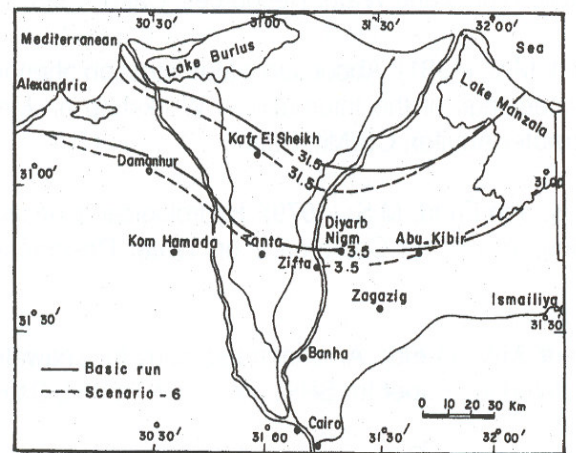 30°30′ 31°00 31°30′ 32°00′
Mediterranean
Sea
Lake Burlus
Alexandria
Lake Manzala
Kafr El Sheikh
31.5
31.5
31°00
Damanhur
31°00
Diyarb
Nigm
Kom Hamada
Tanta
3.5
Abu-Kibir
Zifta
3.5
Zagazig
Ismailiya
31°30′
31°30′
Banha
Basic run
Scenario - 6
0 10 20 30 Km
Cairo
30°30′ 31°00 31°30′ 32°00′